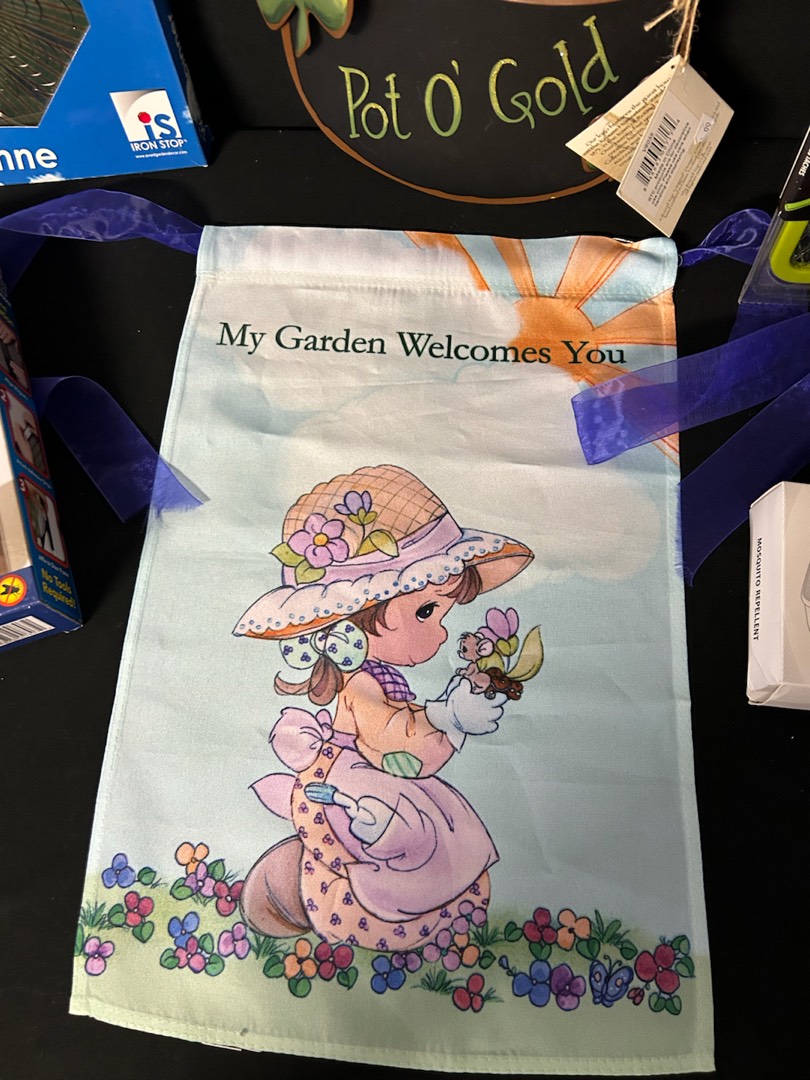 Pot O' Gold
iS
IRON STOP
nne
My Garden Welcomes You
MOSQUITO REPELLENT
No Tools
Required!